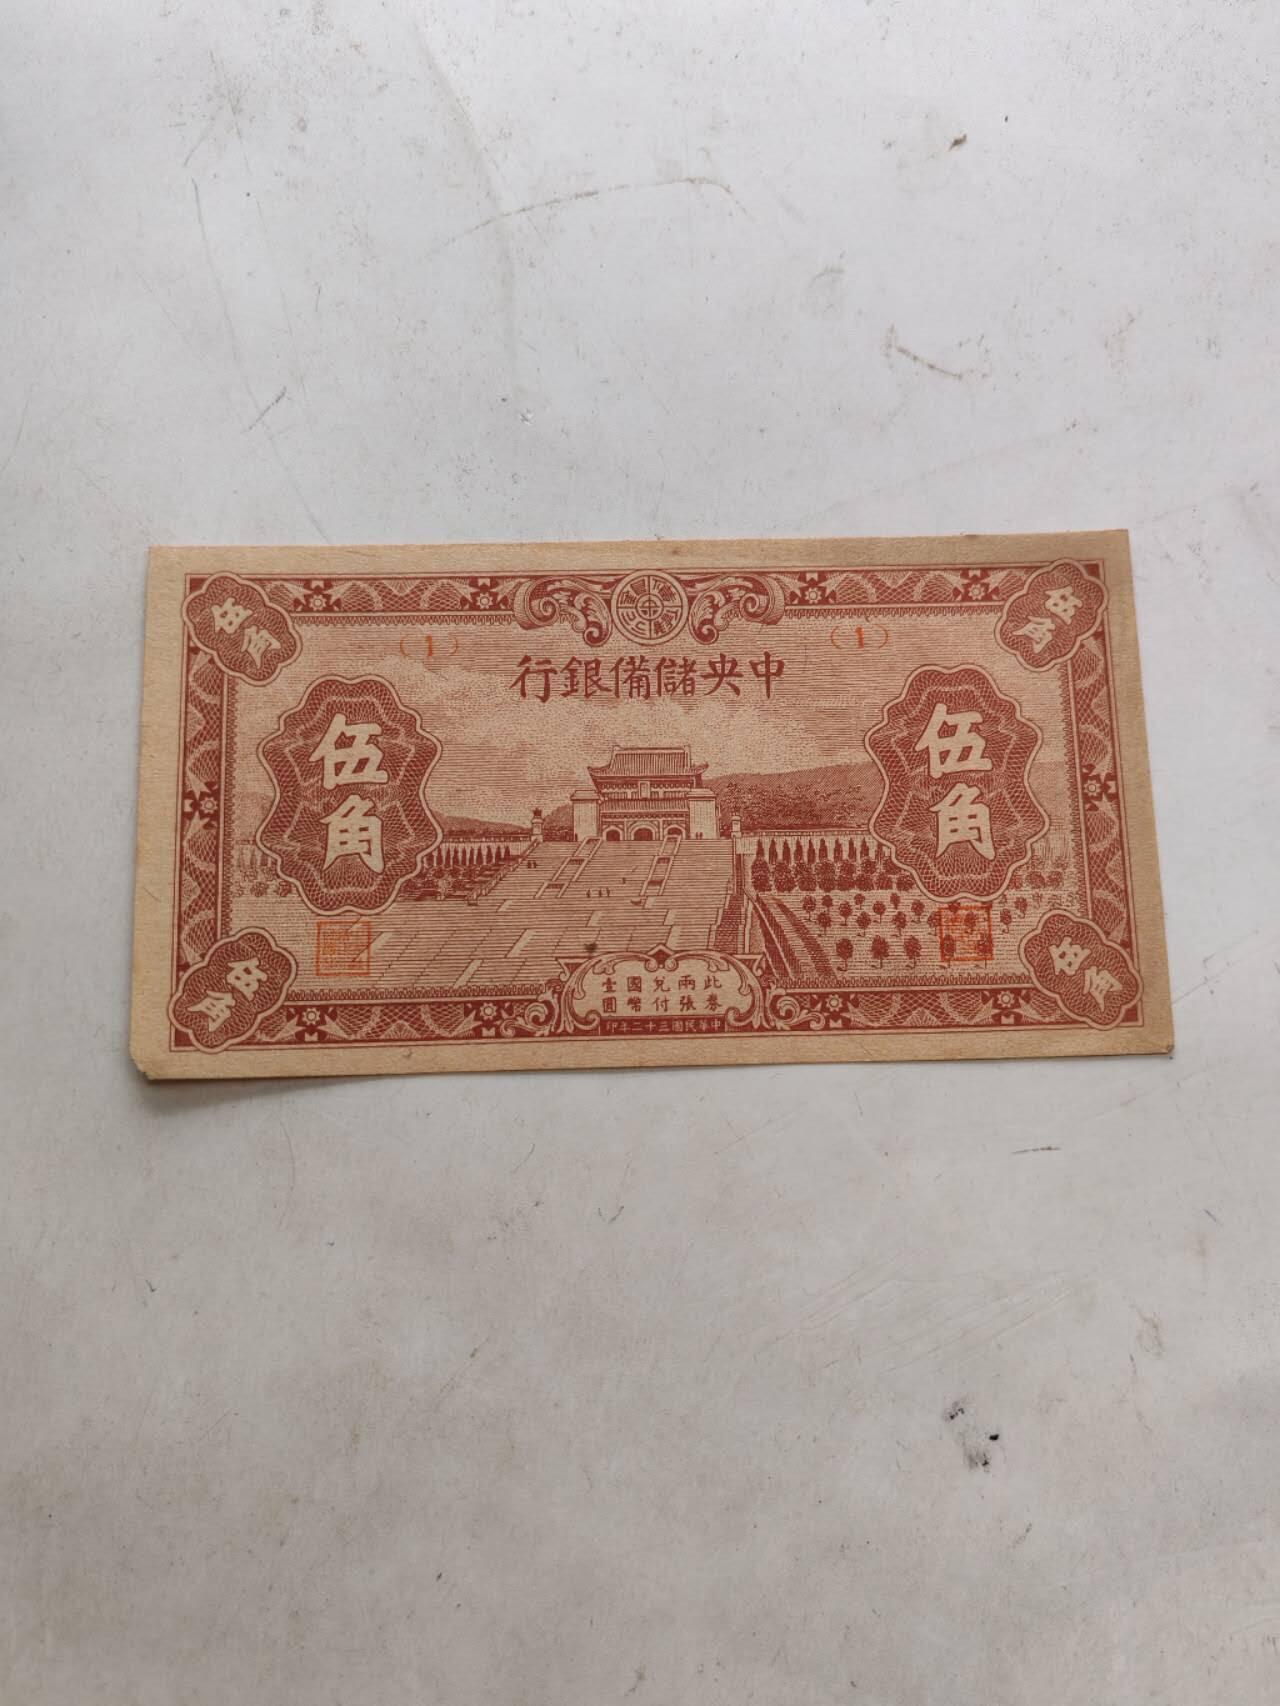 伍角
伍角
(1)
(1)
中央儲備銀行
伍角
伍角
此券兩張兌付國幣壹圓
中華民國三十二年印
伍角
伍角